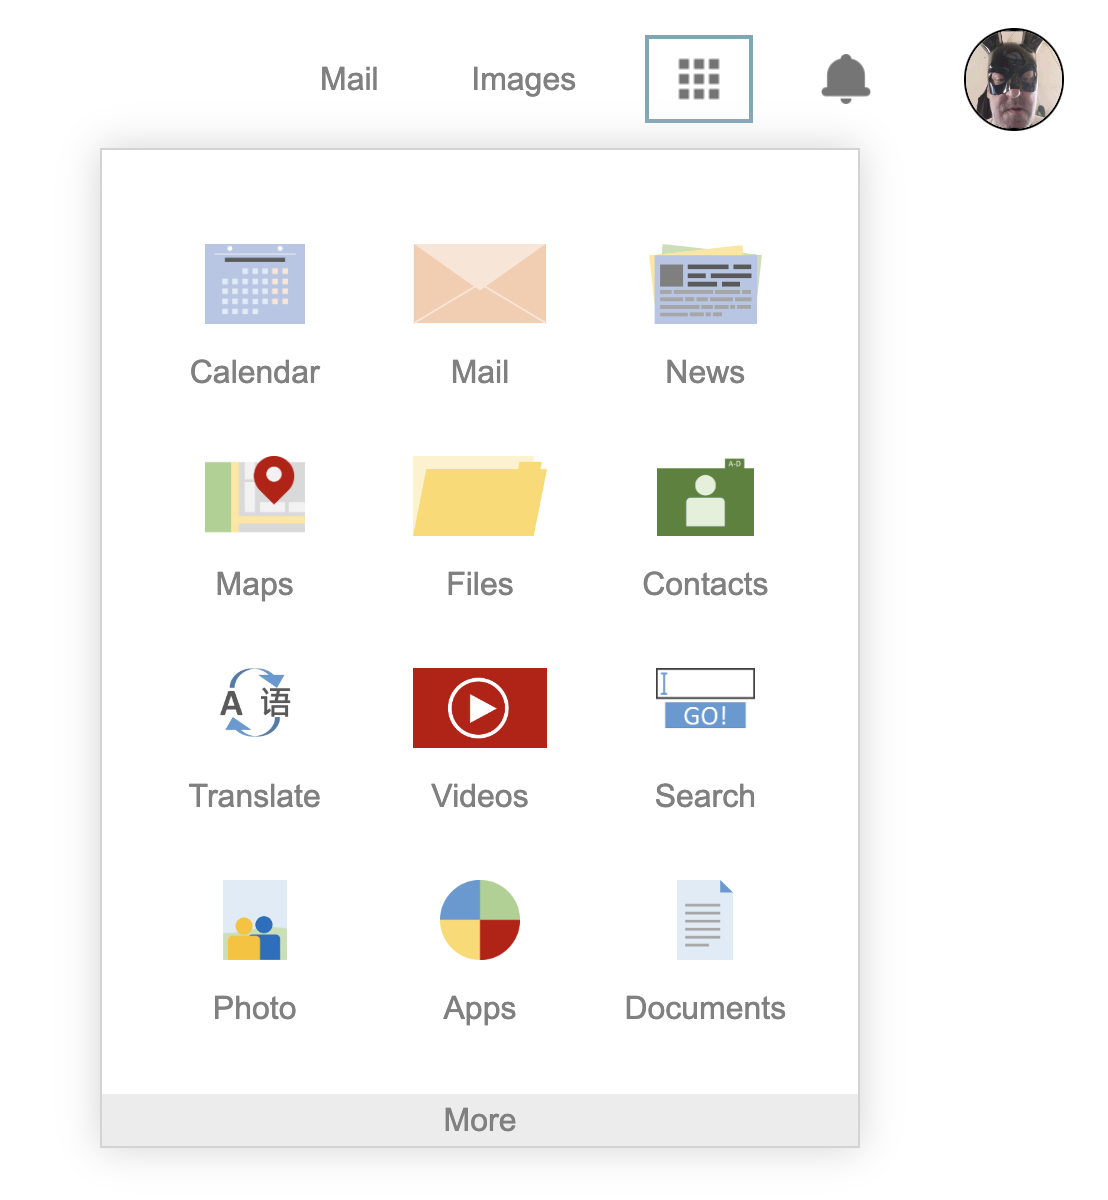 Mail Images
Calendar Mail News
A-D
Maps Files Contacts
A 语
GO!
Translate Videos Search
Photo Apps Documents
More